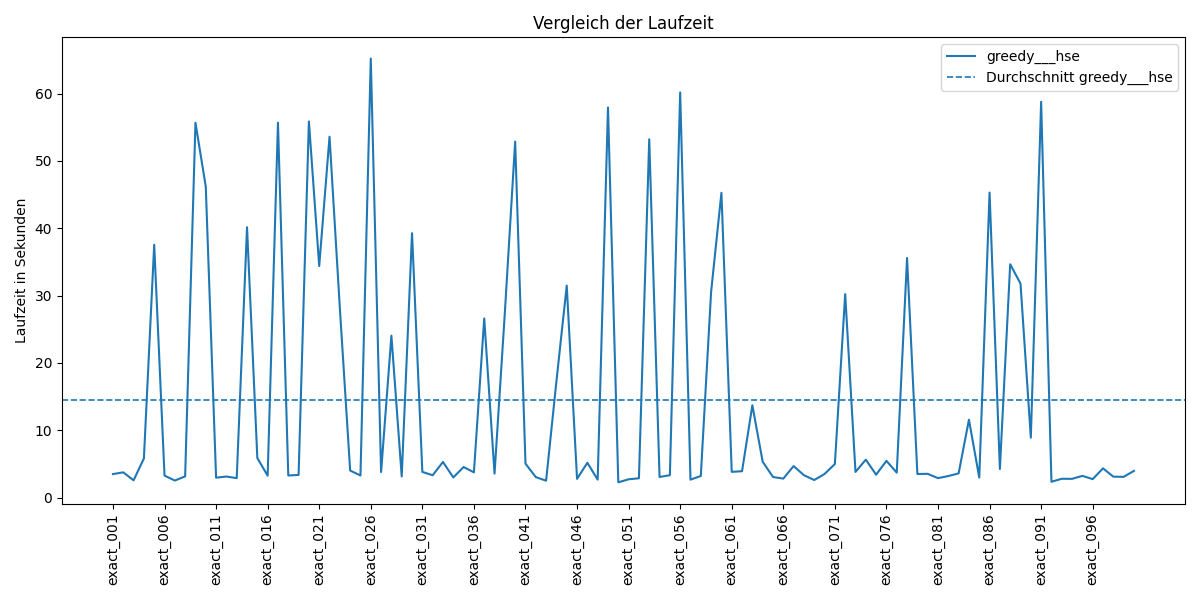 Vergleich der Laufzeit
greedy___hse
Durchschnitt greedy___hse
Laufzeit in Sekunden
60
50
40
30
20
10
0
exact_001
exact_006
exact_011
exact_016
exact_021
exact_026
exact_031
exact_036
exact_041
exact_046
exact_051
exact_056
exact_061
exact_066
exact_071
exact_076
exact_081
exact_086
exact_091
exact_096